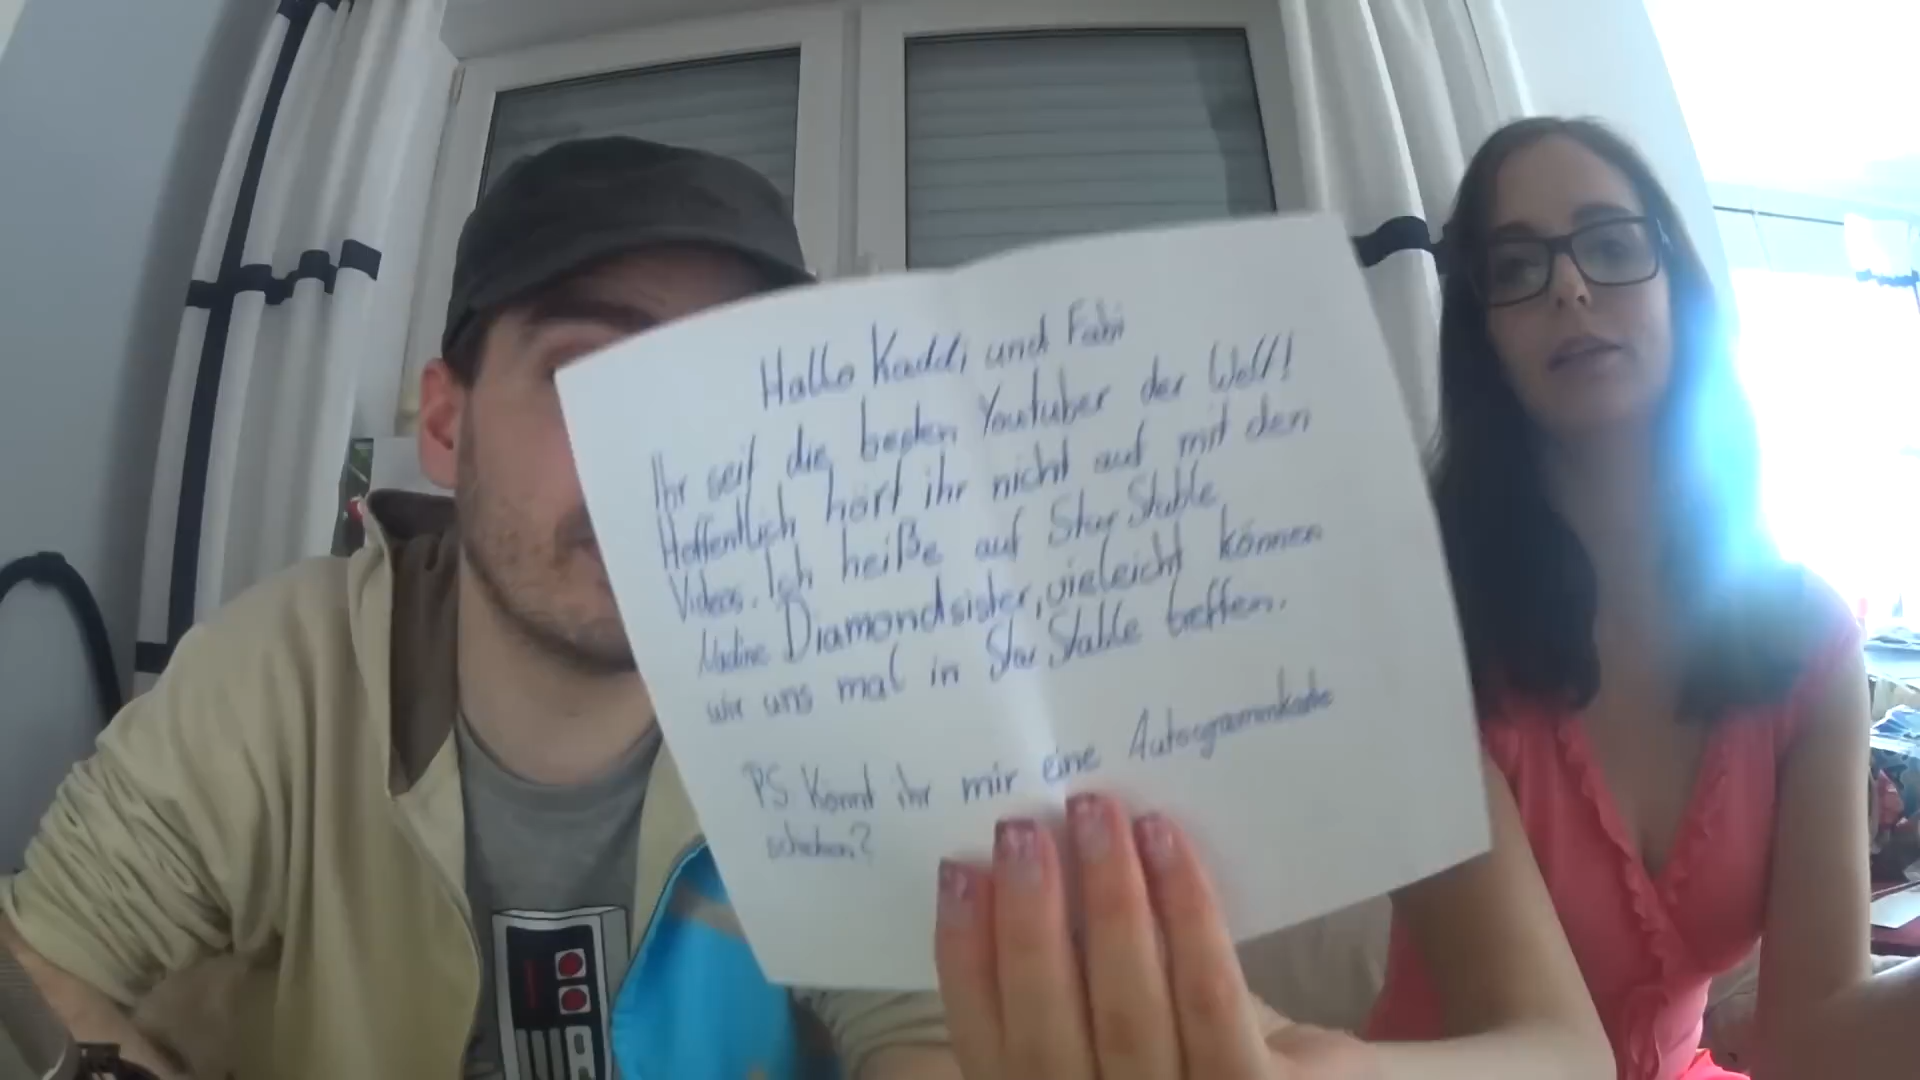 Hallo Kaddi und Fabi
Ihr seit die besten Youtuber der Welt!
Hoffentlich hört ihr nicht auf mit den
Videos. Ich heiße auf Star Stable
Nadine Diamondsister, vieleicht können
wir uns mal in Star Stable treffen.
PS Könnt ihr mir eine Autogrammkarte
schicken?